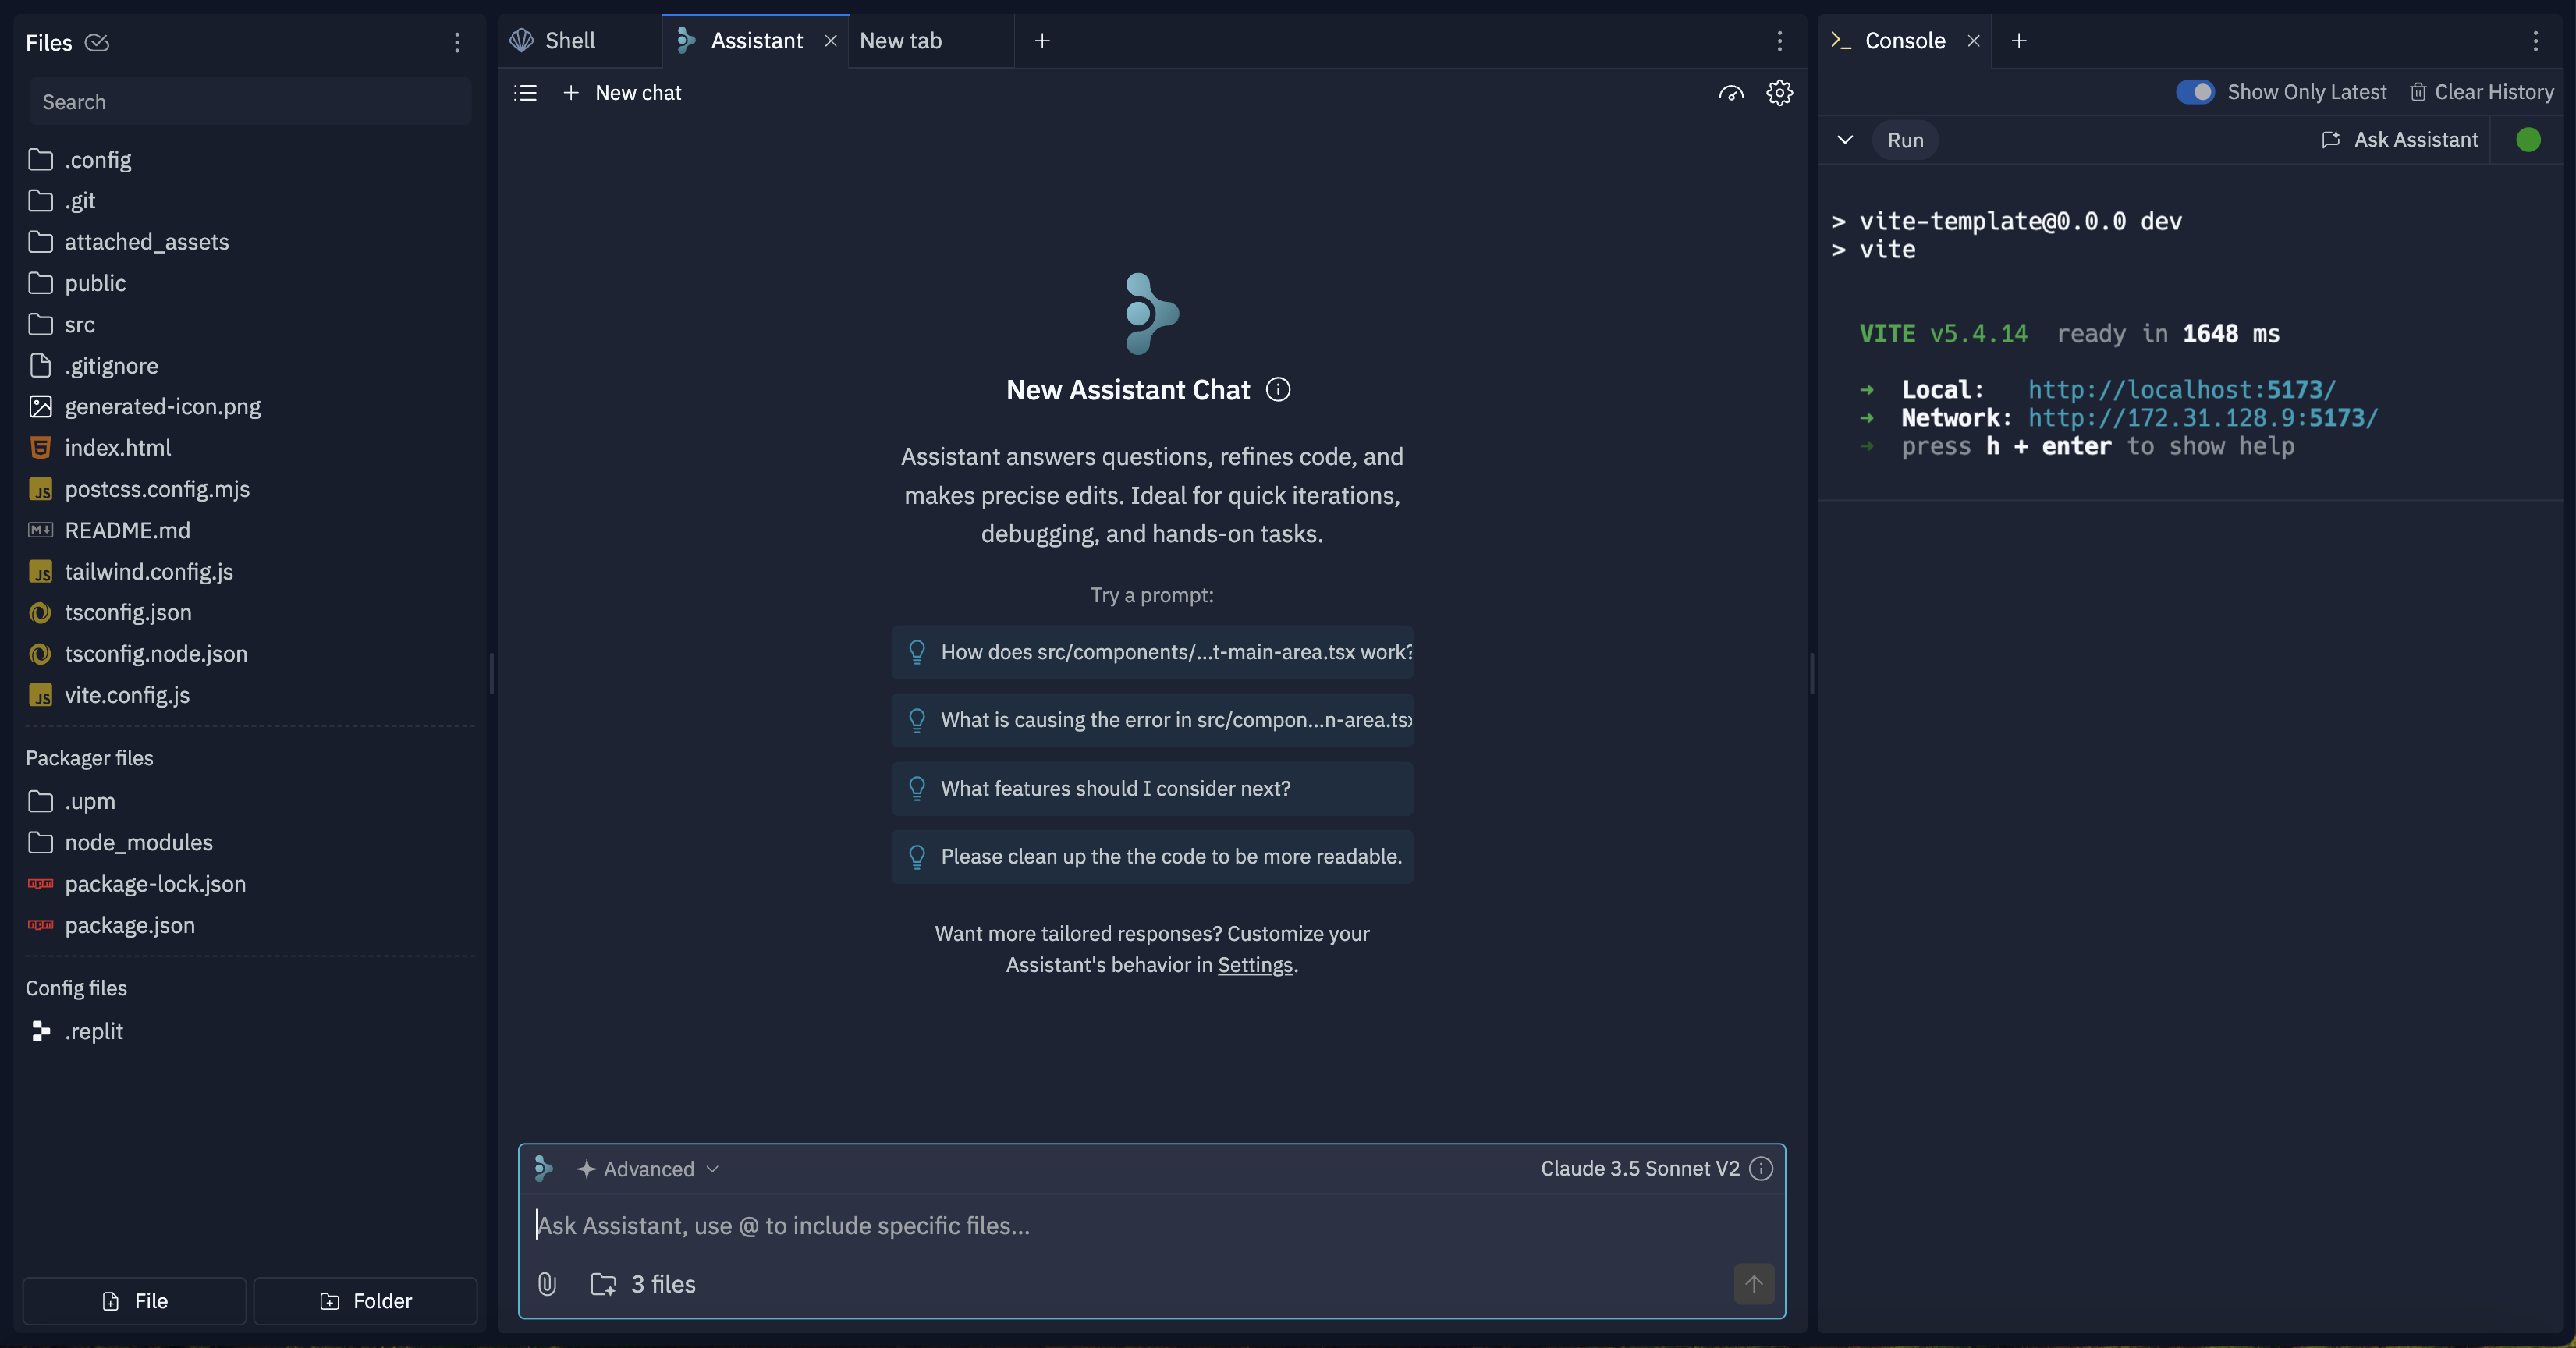 Files
Search
.config
.git
attached_assets
public
src
.gitignore
generated-icon.png
index.html
postcss.config.mjs
README.md
tailwind.config.js
tsconfig.json
tsconfig.node.json
vite.config.js
Packager files
.upm
node_modules
package-lock.json
package.json
Config files
.replit
File
Folder
Shell
Assistant
New tab
New chat
New Assistant Chat
Assistant answers questions, refines code, and
makes precise edits. Ideal for quick iterations,
debugging, and hands-on tasks.
Try a prompt:
How does src/components/...t-main-area.tsx work?
What is causing the error in src/compon...n-area.tsx
What features should I consider next?
Please clean up the the code to be more readable.
Want more tailored responses? Customize your
Assistant's behavior in Settings.
Advanced
Claude 3.5 Sonnet V2
Ask Assistant, use @ to include specific files...
3 files
Console
Show Only Latest
Clear History
Run
Ask Assistant
> vite-template@0.0.0 dev
> vite
VITE v5.4.14 ready in 1648 ms
➜ Local: http://localhost:5173/
➜ Network: http://172.31.128.9:5173/
➜ press h + enter to show help